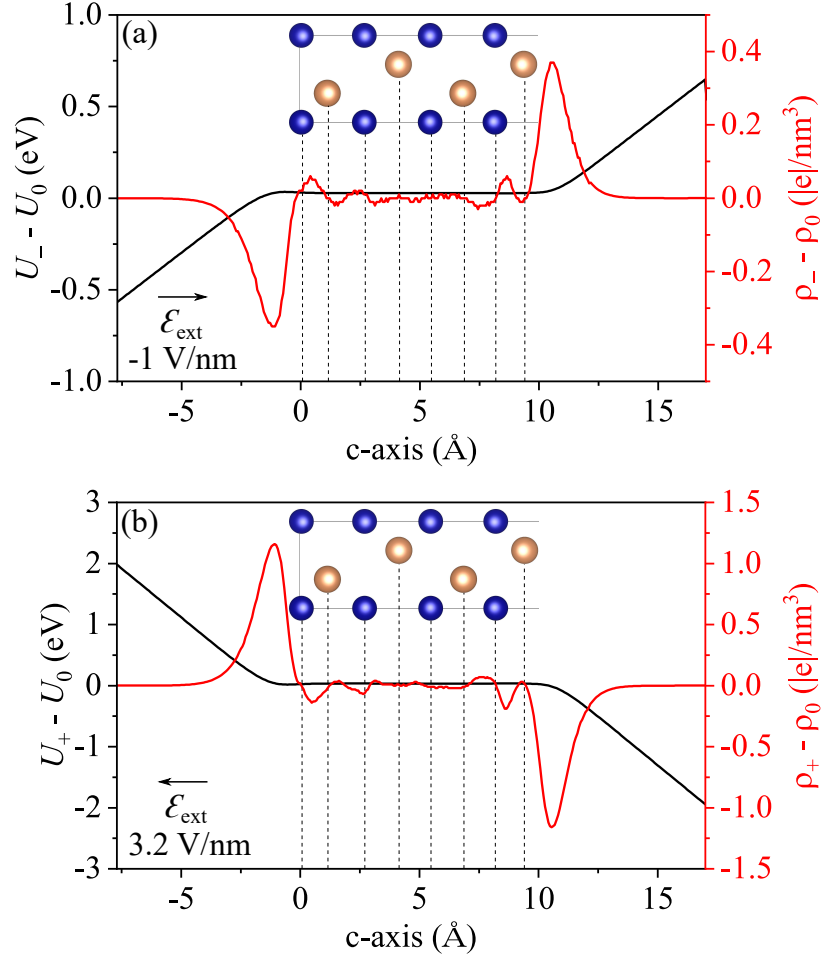 (a)
1.0
0.5
0.0
-0.5
-1.0
U₋ - U₀ (eV)
0.4
0.2
0.0
-0.2
-0.4
ρ₋ - ρ₀ (|e|/nm³)
ℰext
-1 V/nm
-5 0 5 10 15
c-axis (Å)
(b)
3
2
1
0
-1
-2
-3
U₊ - U₀ (eV)
1.5
1.0
0.5
0.0
-0.5
-1.0
-1.5
ρ₊ - ρ₀ (|e|/nm³)
ℰext
3.2 V/nm
-5 0 5 10 15
c-axis (Å)